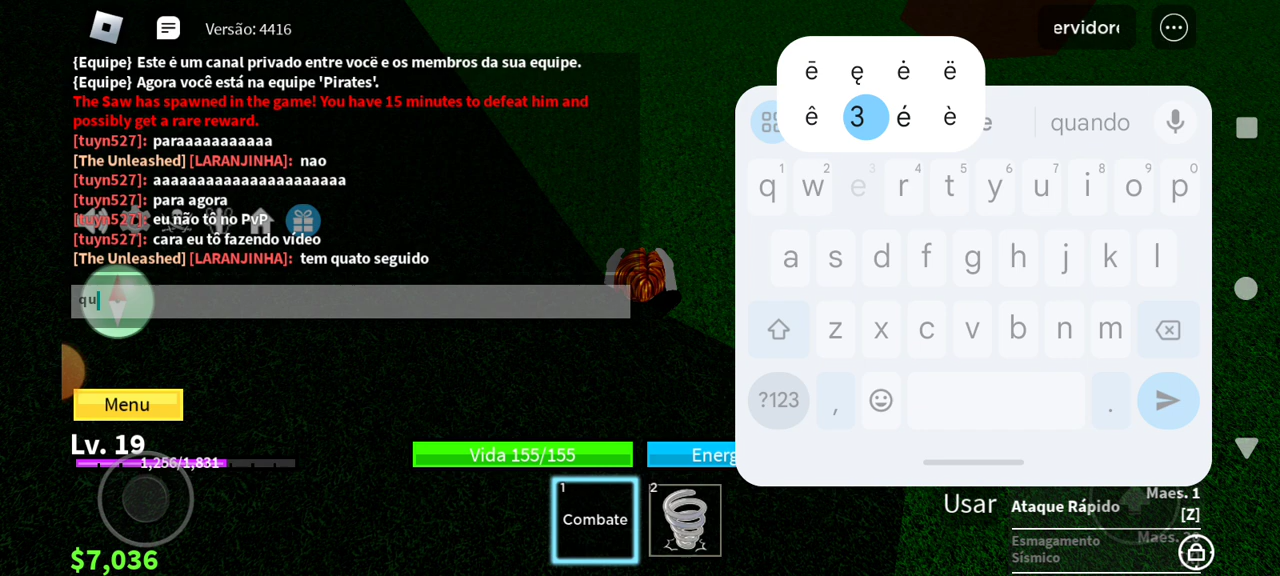 Versão: 4416
ervidor
{Equipe} Este é um canal privado entre você e os membros da sua equipe.
{Equipe} Agora você está na equipe 'Pirates'.
The Saw has spawned in the game! You have 15 minutes to defeat him and
possibly get a rare reward.
[tuyn527]: paraaaaaaaaaaa
[The Unleashed] [LARANJINHA]: nao
[tuyn527]: aaaaaaaaaaaaaaaaaaaaaa
[tuyn527]: para agora
[tuyn527]: eu não tô no PvP
[tuyn527]: cara eu tô fazendo vídeo
[The Unleashed] [LARANJINHA]: tem quato seguido
qu
ē ę ė ë
ê 3 é è
e quando
1 2 3 4 5 6 7 8 9 0
q w e r t y u i o p
a s d f g h j k l
z x c v b n m
?123 , .
Menu
Lv. 19
1,256/1,831
$7,036
Vida 155/155
Energ
1
Combate
2
Usar
Ataque Rápido
Maes. 1
[Z]
Esmagamento
Sísmico
Maes.